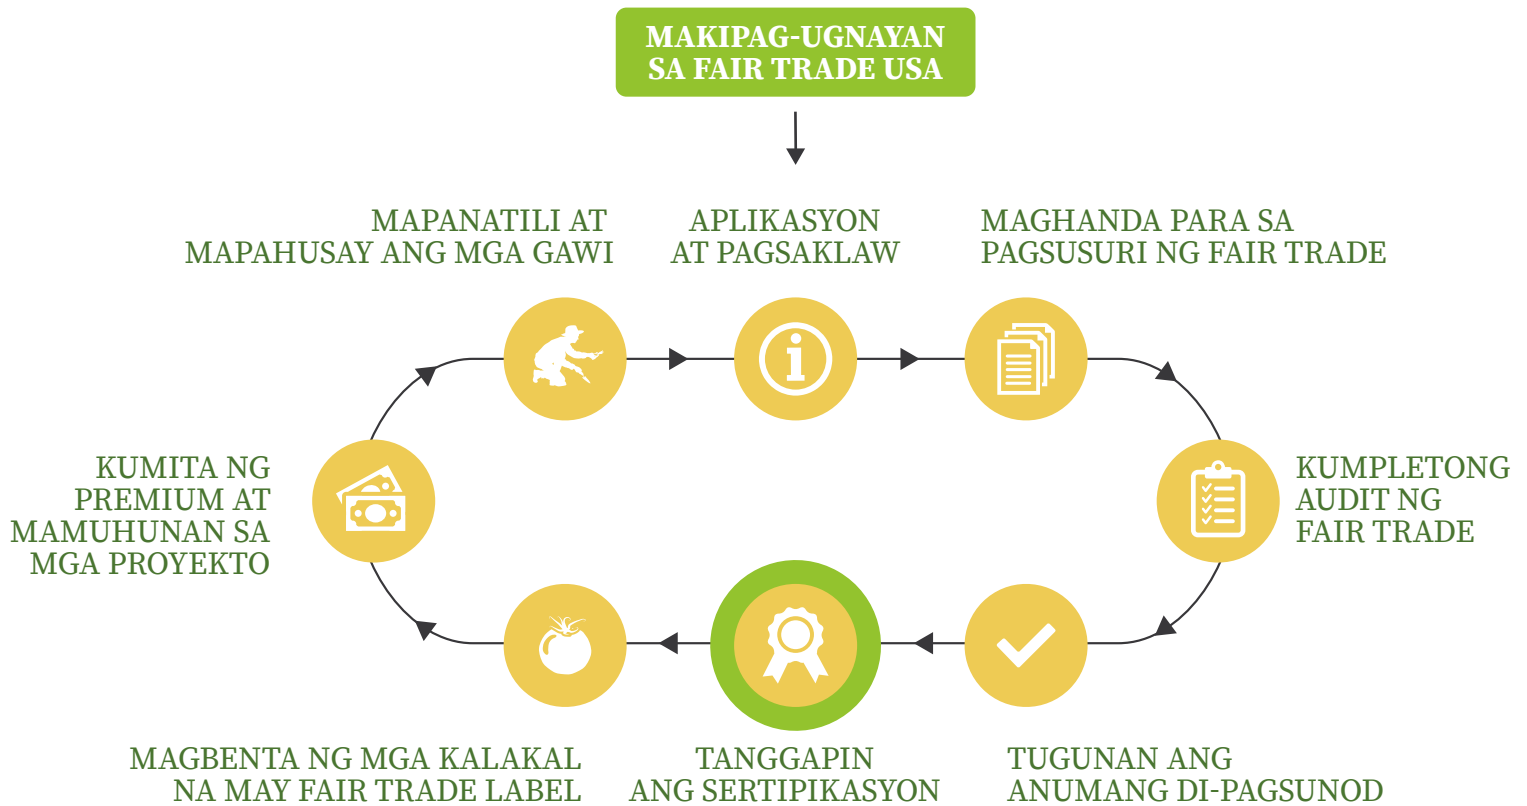 MAKIPAG-UGNAYAN
SA FAIR TRADE USA
MAPANATILI AT
MAPAHUSAY ANG MGA GAWI
APLIKASYON
AT PAGSAKLAW
MAGHANDA PARA SA
PAGSUSURI NG FAIR TRADE
KUMITA NG
PREMIUM AT
MAMUHUNAN SA
MGA PROYEKTO
KUMPLETONG
AUDIT NG
FAIR TRADE
MAGBENTA NG MGA KALAKAL
NA MAY FAIR TRADE LABEL
TANGGAPIN
ANG SERTIPIKASYON
TUGUNAN ANG
ANUMANG DI-PAGSUNOD